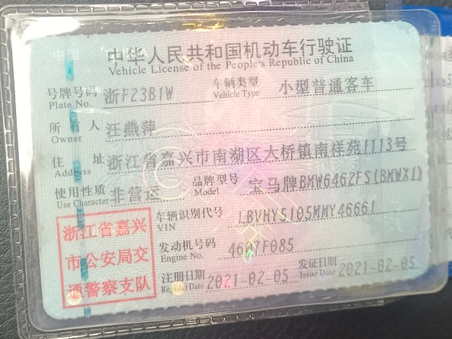 中华人民共和国机动车行驶证
Vehicle License of the People's Republic of China
号牌号码 浙F23B1W 车辆类型 小型普通客车
Plate No. Vehicle Type
所有人 汪燕萍
Owner
住址 浙江省嘉兴市南湖区大桥镇南祥苑1113号
Address
使用性质 非营运 品牌型号 宝马牌BMW6462FS(BMWX1)
Use Character Model
浙江省嘉兴
市公安局交
通警察支队
车辆识别代号 LBVHY5105MMY46661
VIN
发动机号码 4607F085
Engine No.
注册日期 2021-02-05 发证日期 2021-02-05
Register Date Issue Date